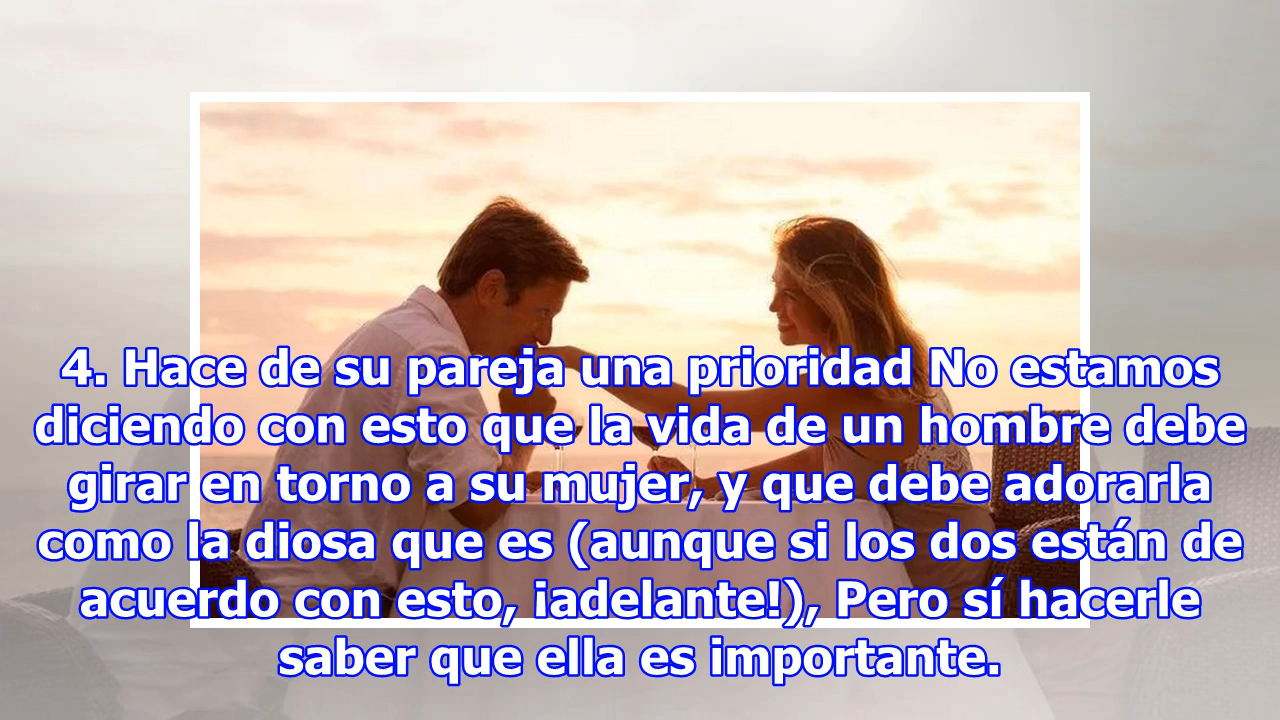 4. Hace de su pareja una prioridad No estamos
diciendo con esto que la vida de un hombre debe
girar en torno a su mujer, y que debe adorarla
como la diosa que es (aunque si los dos están de
acuerdo con esto, ¡adelante!), Pero sí hacerle
saber que ella es importante.